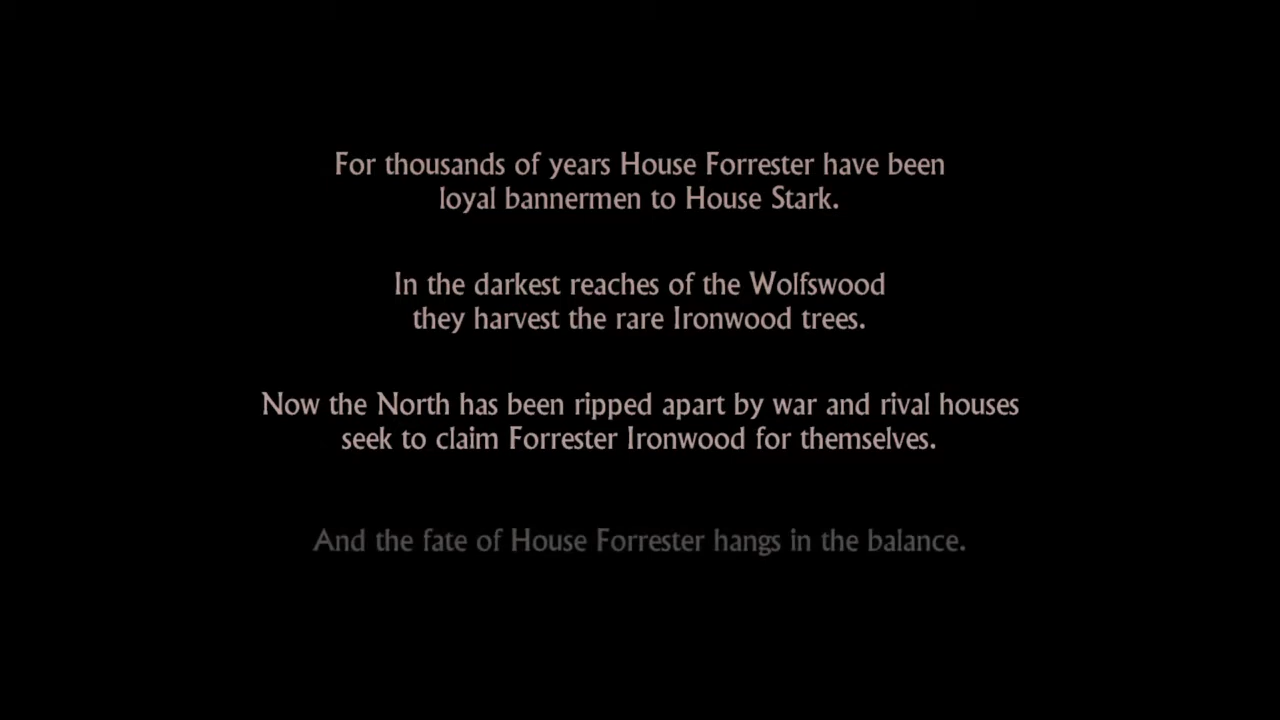 For thousands of years House Forrester have been
loyal bannermen to House Stark.
In the darkest reaches of the Wolfswood
they harvest the rare Ironwood trees.
Now the North has been ripped apart by war and rival houses
seek to claim Forrester Ironwood for themselves.
And the fate of House Forrester hangs in the balance.